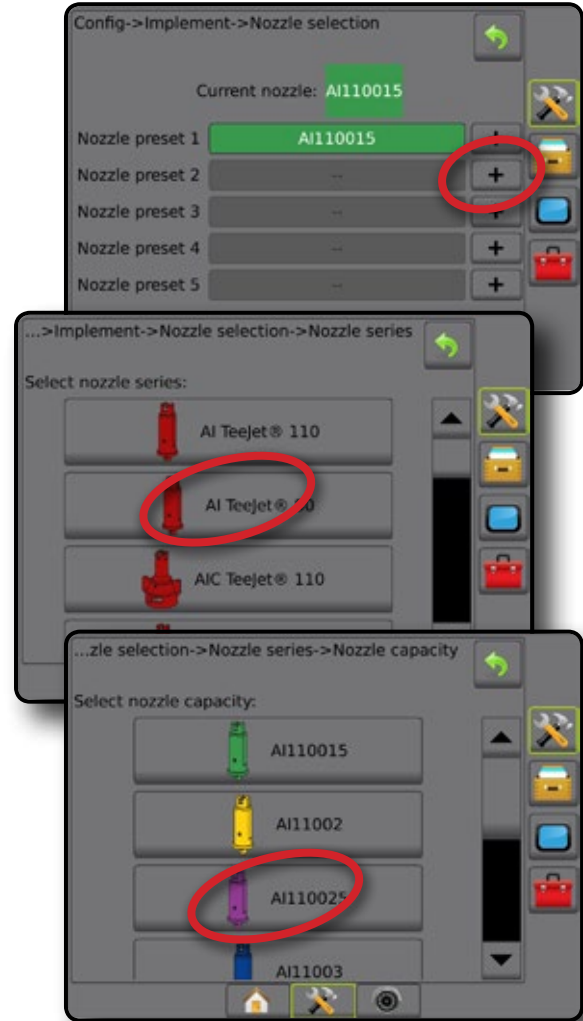 Config->Implement->Nozzle selection
Current nozzle: AI110015
Nozzle preset 1 AI110015 +
Nozzle preset 2 -- +
Nozzle preset 3 -- +
Nozzle preset 4 -- +
Nozzle preset 5 -- +
...>Implement->Nozzle selection->Nozzle series
Select nozzle series:
AI TeeJet® 110
AI TeeJet® 80
AIC TeeJet® 110
...zle selection->Nozzle series->Nozzle capacity
Select nozzle capacity:
AI110015
AI11002
AI110025
AI11003